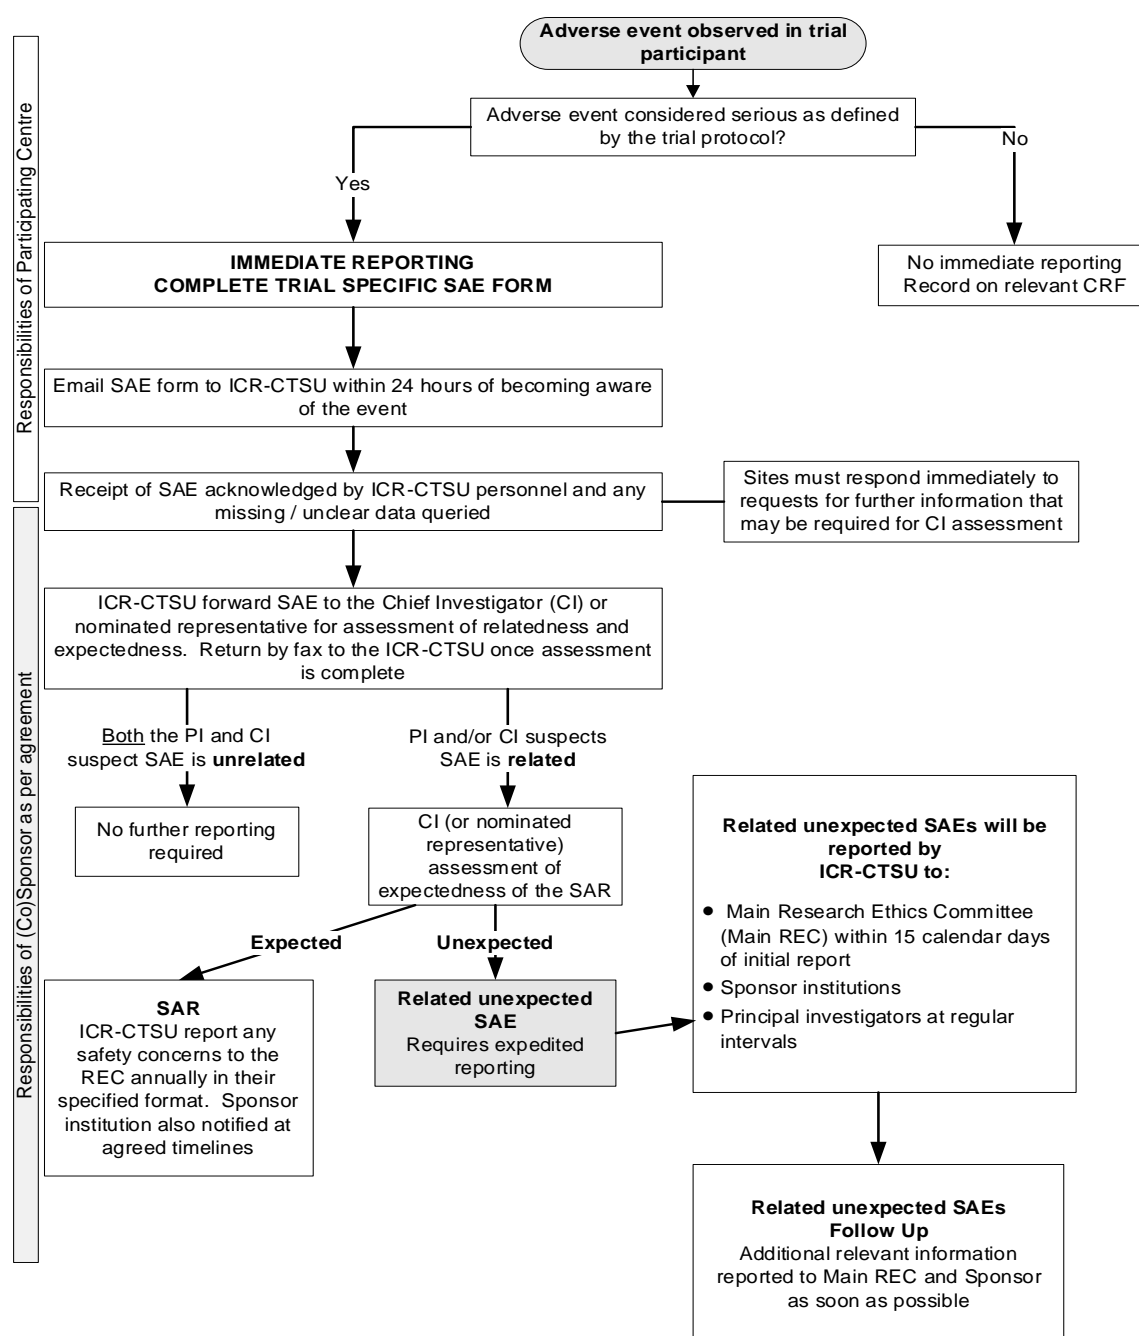 Adverse event observed in trial
participant
Responsibilities of Participating Centre
Adverse event considered serious as defined
by the trial protocol?
No
Yes
IMMEDIATE REPORTING
COMPLETE TRIAL SPECIFIC SAE FORM
No immediate reporting
Record on relevant CRF
Email SAE form to ICR-CTSU within 24 hours of becoming aware
of the event
Receipt of SAE acknowledged by ICR-CTSU personnel and any
missing / unclear data queried
Sites must respond immediately to
requests for further information that
may be required for CI assessment
Responsibilities of (Co)Sponsor as per agreement
ICR-CTSU forward SAE to the Chief Investigator (CI) or
nominated representative for assessment of relatedness and
expectedness.  Return by fax to the ICR-CTSU once assessment
is complete
Both the PI and CI
suspect SAE is unrelated
PI and/or CI suspects
SAE is related
No further reporting
required
CI (or nominated
representative)
assessment of
expectedness of the SAR
Expected
Unexpected
SAR
ICR-CTSU report any
safety concerns to the
REC annually in their
specified format.  Sponsor
institution also notified at
agreed timelines
Related unexpected
SAE
Requires expedited
reporting
Related unexpected SAEs will be
reported by
ICR-CTSU to:
● Main Research Ethics Committee
(Main REC) within 15 calendar days
of initial report
● Sponsor institutions
● Principal investigators at regular
intervals
Related unexpected SAEs
Follow Up
Additional relevant information
reported to Main REC and Sponsor
as soon as possible